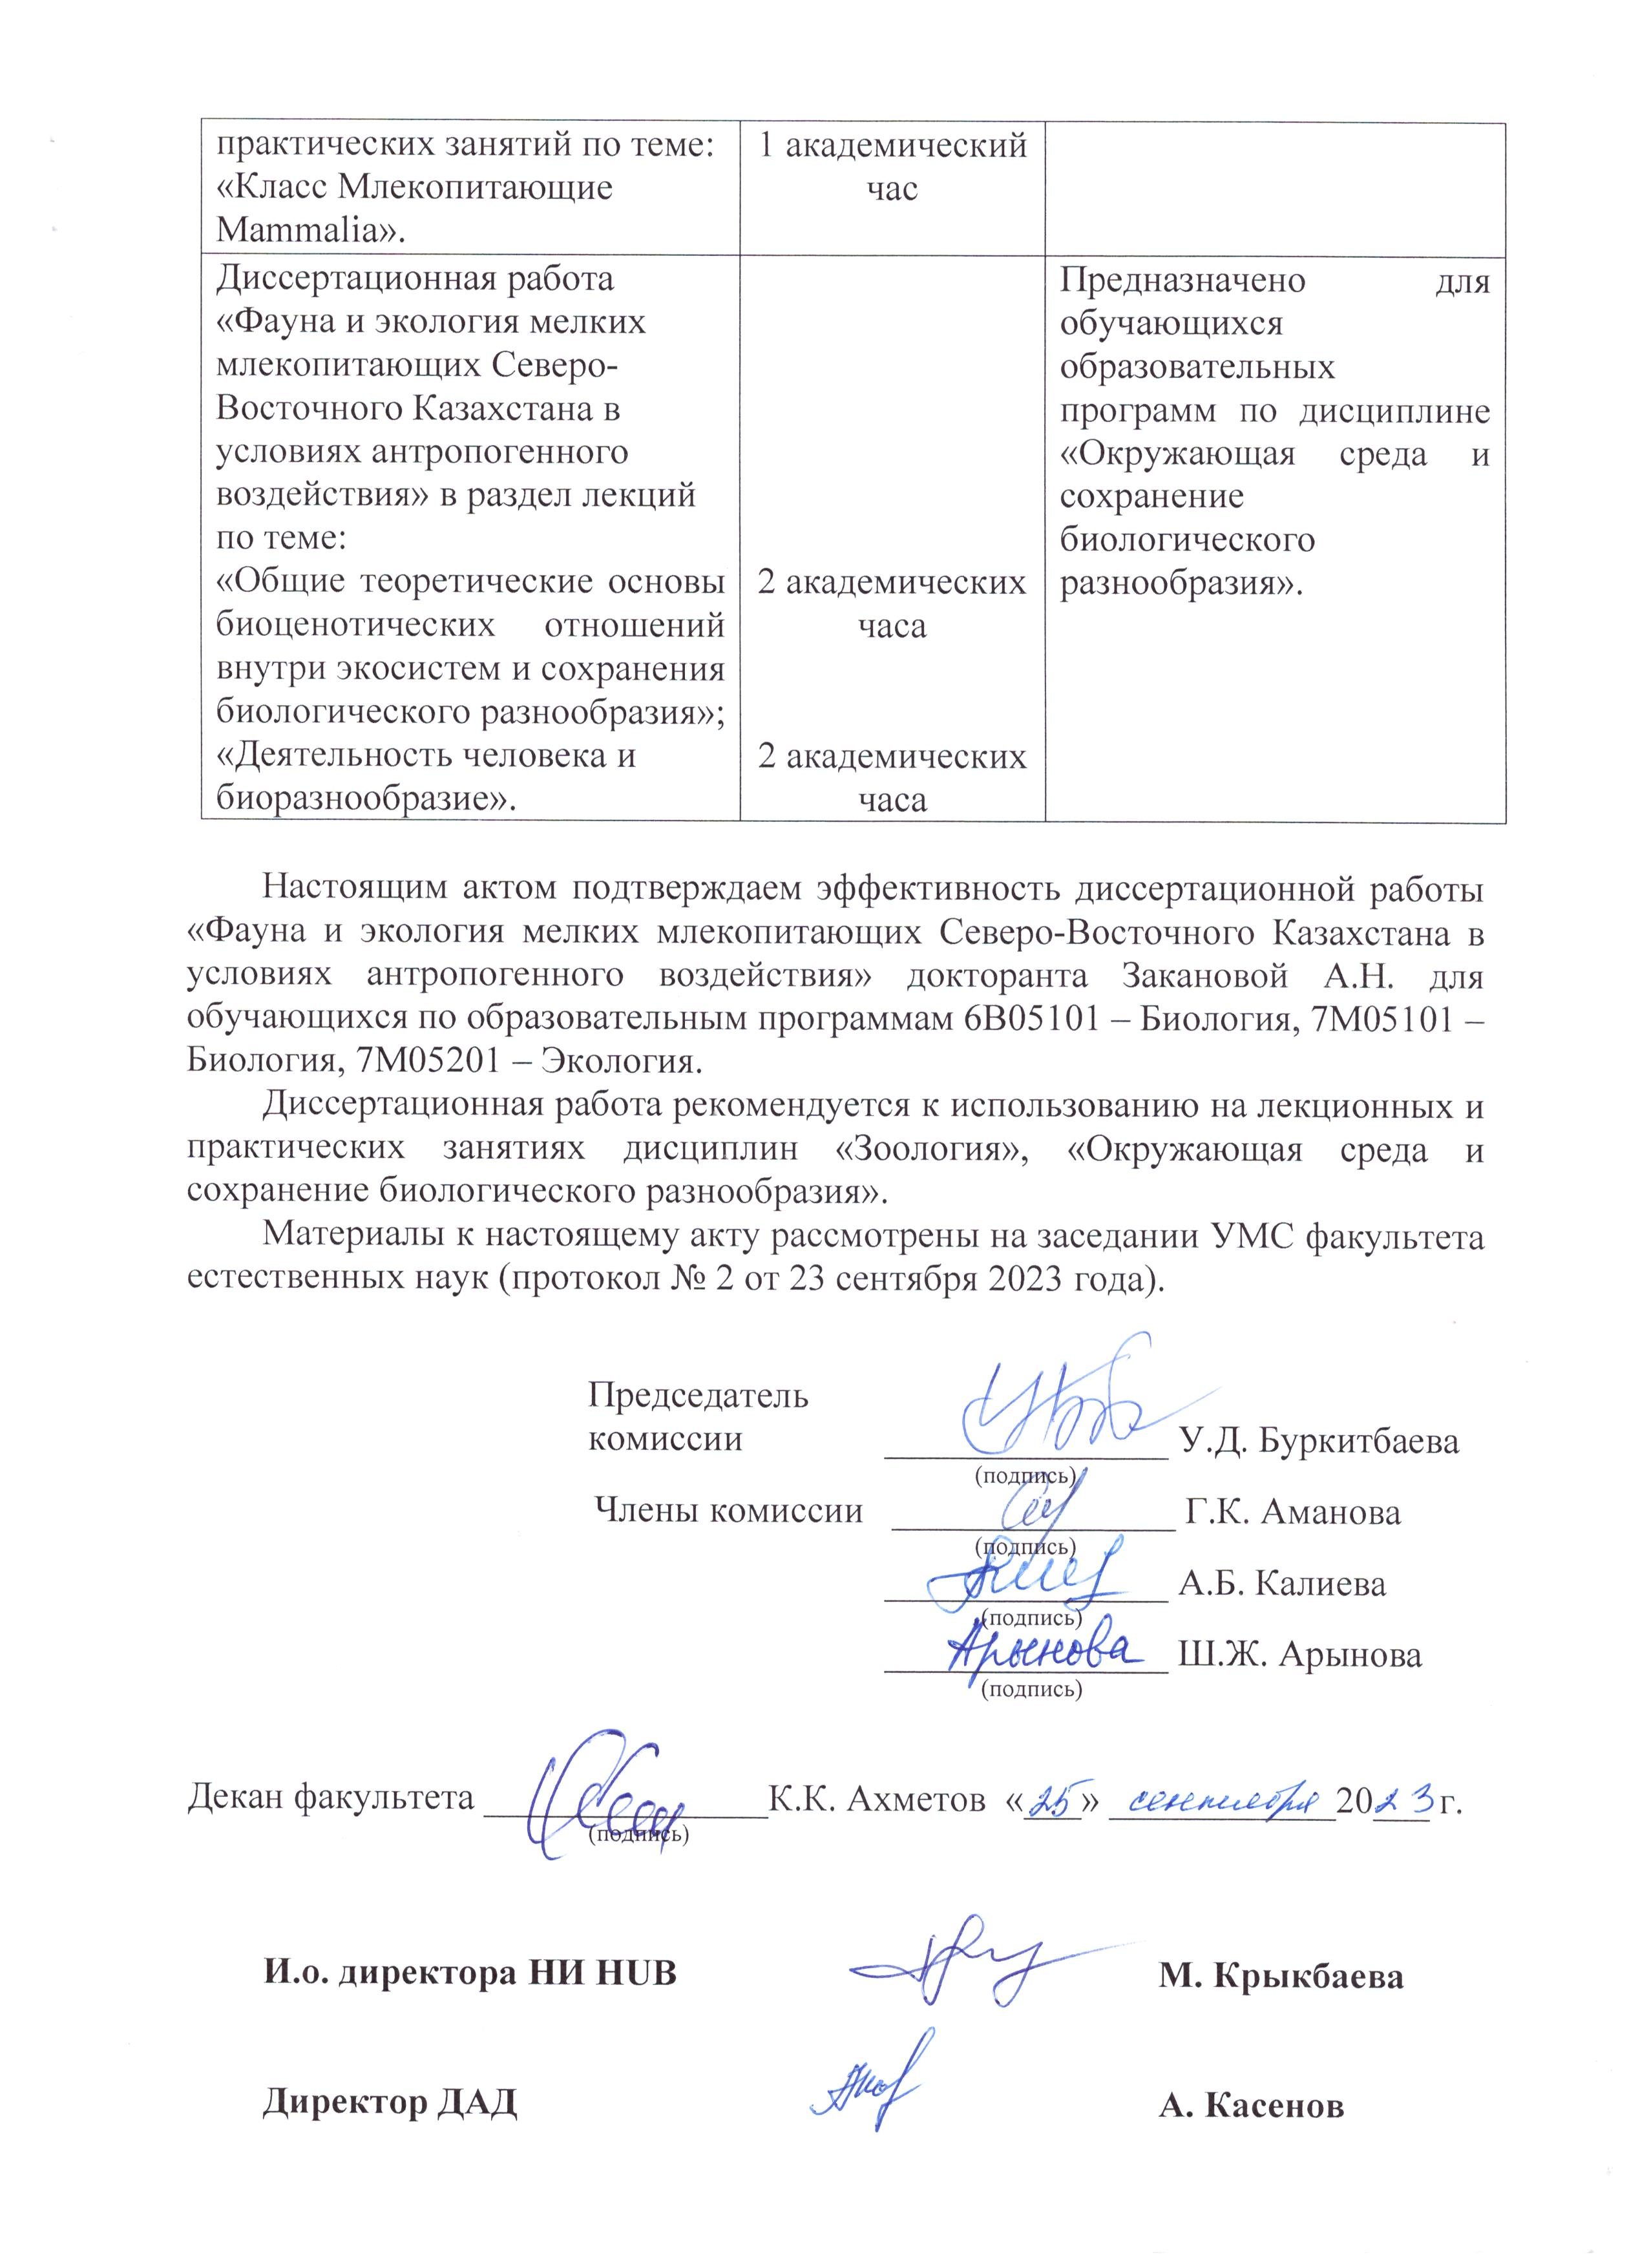 практических занятий по теме:
«Класс Млекопитающие
Mammalia».
1 академический
час
Диссертационная работа
«Фауна и экология мелких
млекопитающих Северо-
Восточного Казахстана в
условиях антропогенного
воздействия» в раздел лекций
по теме:
«Общие теоретические основы
биоценотических отношений
внутри экосистем и сохранения
биологического разнообразия»;
«Деятельность человека и
биоразнообразие».
2 академических
часа
2 академических
часа
Предназначено для
обучающихся
образовательных
программ по дисциплине
«Окружающая среда и
сохранение
биологического
разнообразия».
Настоящим актом подтверждаем эффективность диссертационной работы
«Фауна и экология мелких млекопитающих Северо-Восточного Казахстана в
условиях антропогенного воздействия» докторанта Закановой А.Н. для
обучающихся по образовательным программам 6В05101 – Биология, 7М05101 –
Биология, 7М05201 – Экология.
Диссертационная работа рекомендуется к использованию на лекционных и
практических занятиях дисциплин «Зоология», «Окружающая среда и
сохранение биологического разнообразия».
Материалы к настоящему акту рассмотрены на заседании УМС факультета
естественных наук (протокол № 2 от 23 сентября 2023 года).
Председатель
комиссии У.Д. Буркитбаева
(подпись)
Члены комиссии Г.К. Аманова
(подпись)
А.Б. Калиева
(подпись)
Арынова Ш.Ж. Арынова
(подпись)
Декан факультета К.К. Ахметов «25» сентября 2023 г.
(подпись)
И.о. директора НИ HUB М. Крыкбаева
Директор ДАД А. Касенов